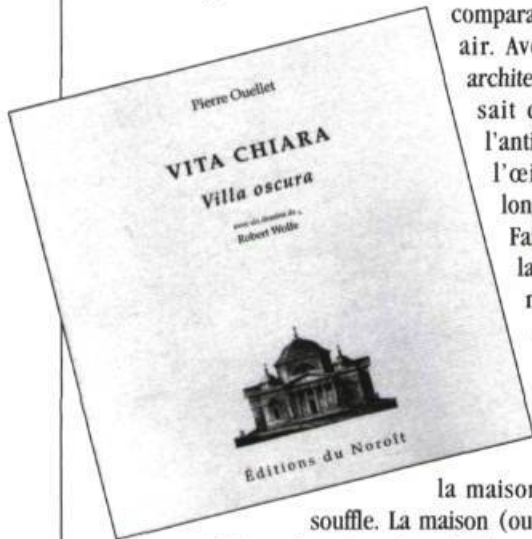 Pierre Ouellet
VITA CHIARA
Villa oscura
Robert Wolfe
Éditions du Noroît
compara
air. Ave
archite
sait d
l'anti
l'œi
lon
Fa
la
la maison
souffle. La maison (ou